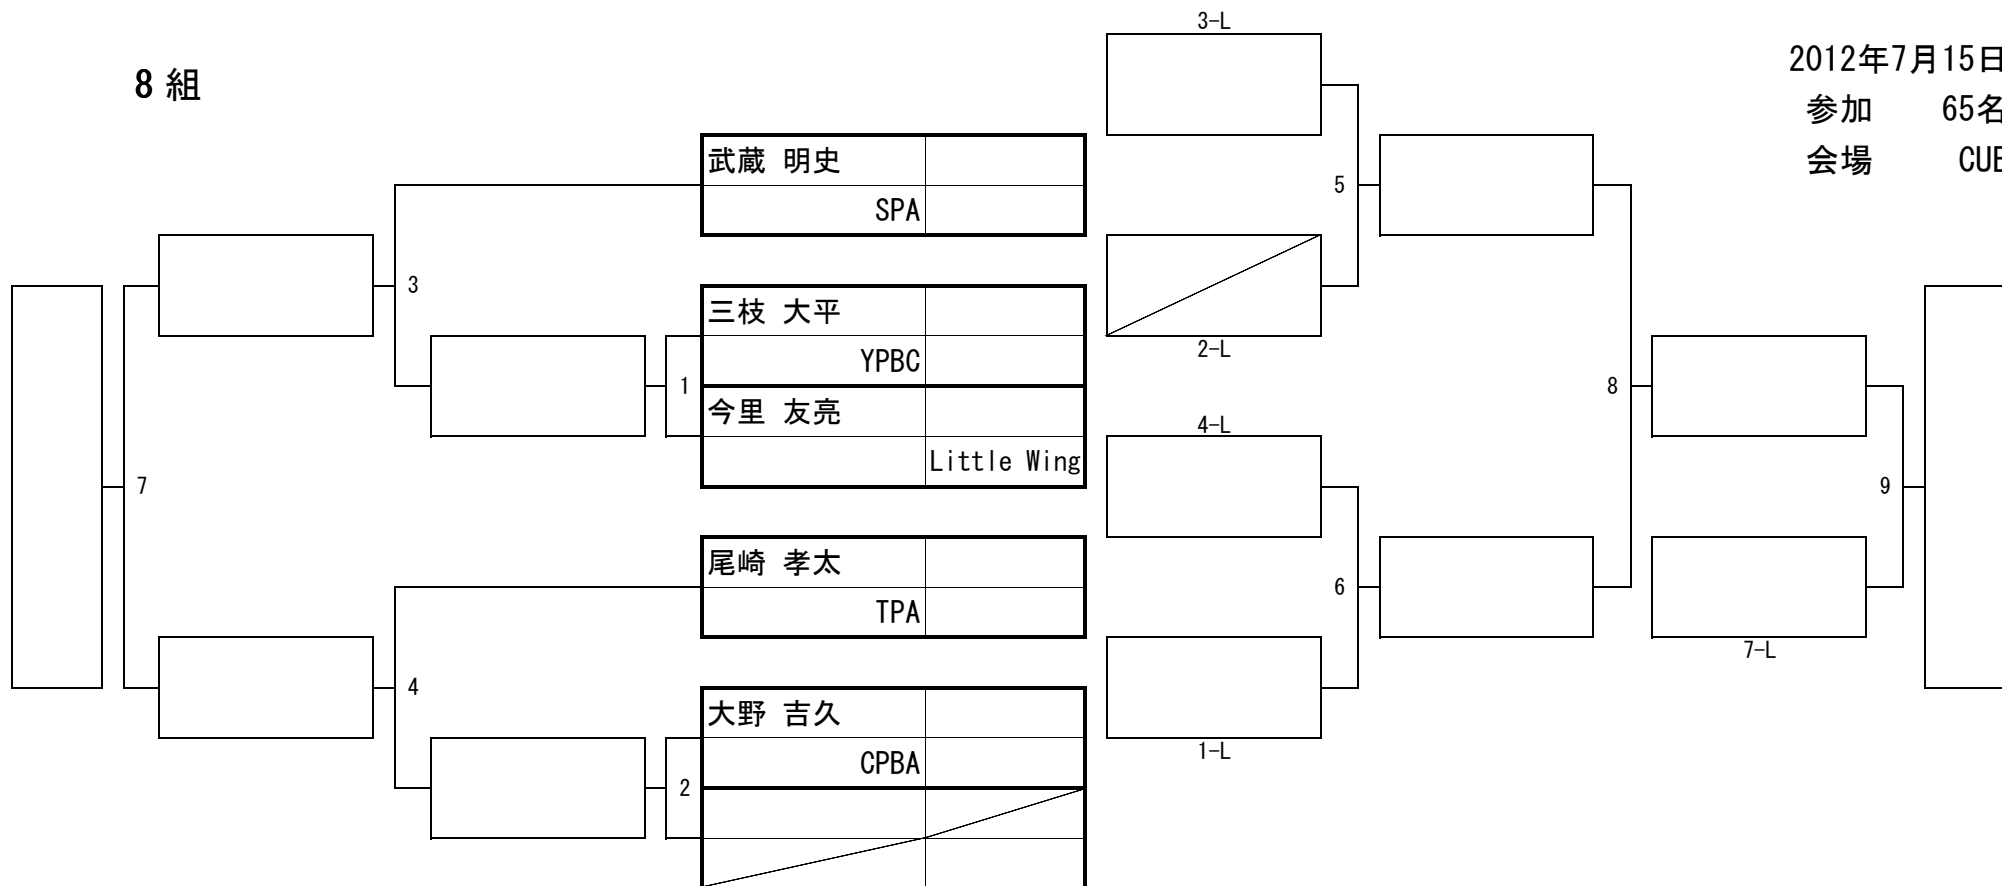 3-L
8 組
2012年7月15日
参加 65名
会場
武蔵 明史
SPA
5
3
三枝 大平
YPBC
2-L
1
8
今里 友亮
4-L
Little Wing
7
9
尾崎 孝太
TPA
6
7-L
4
大野 吉久
1-L
CPBA
2